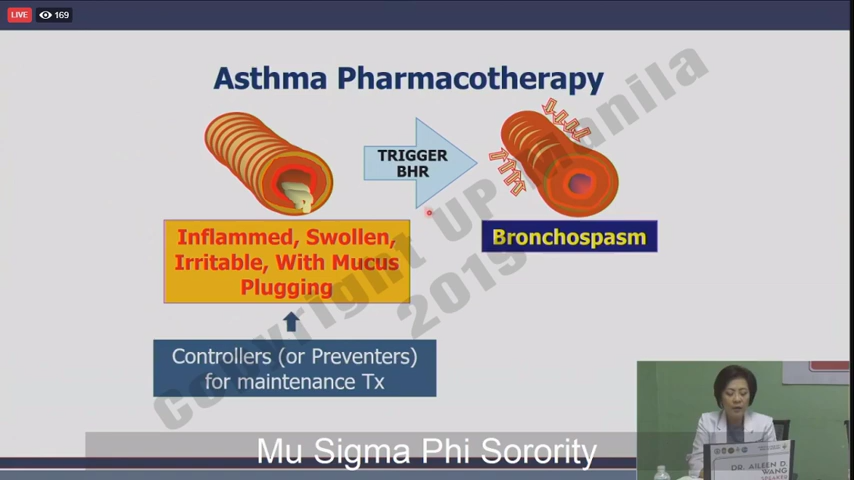 LIVE 169
Asthma Pharmacotherapy
TRIGGER
BHR
Inflammed, Swollen,
Irritable, With Mucus
Plugging
Bronchospasm
Controllers (or Preventers)
for maintenance Tx
Copyright UP Manila
2019
Mu Sigma Phi Sorority
DR. AILEEN D.
WANG
SPEAKER